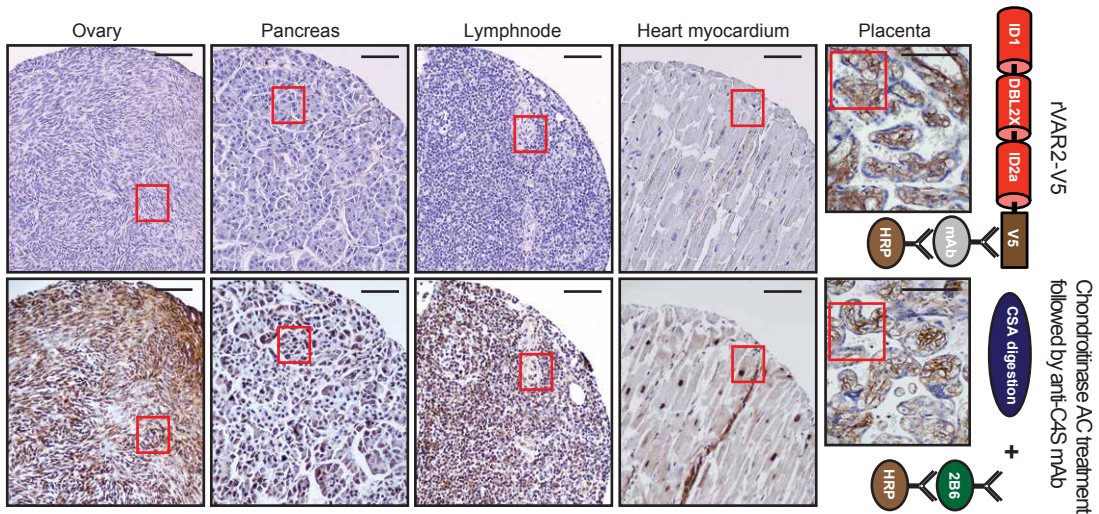 Ovary
Pancreas
Lymphnode
Heart myocardium
Placenta
ID1
DBL2X
ID2a
V5
mAb
HRP
rVAR2-V5
CSA digestion
+
2B6
HRP
Chondroitinase AC treatment
followed by anti-C4S mAb